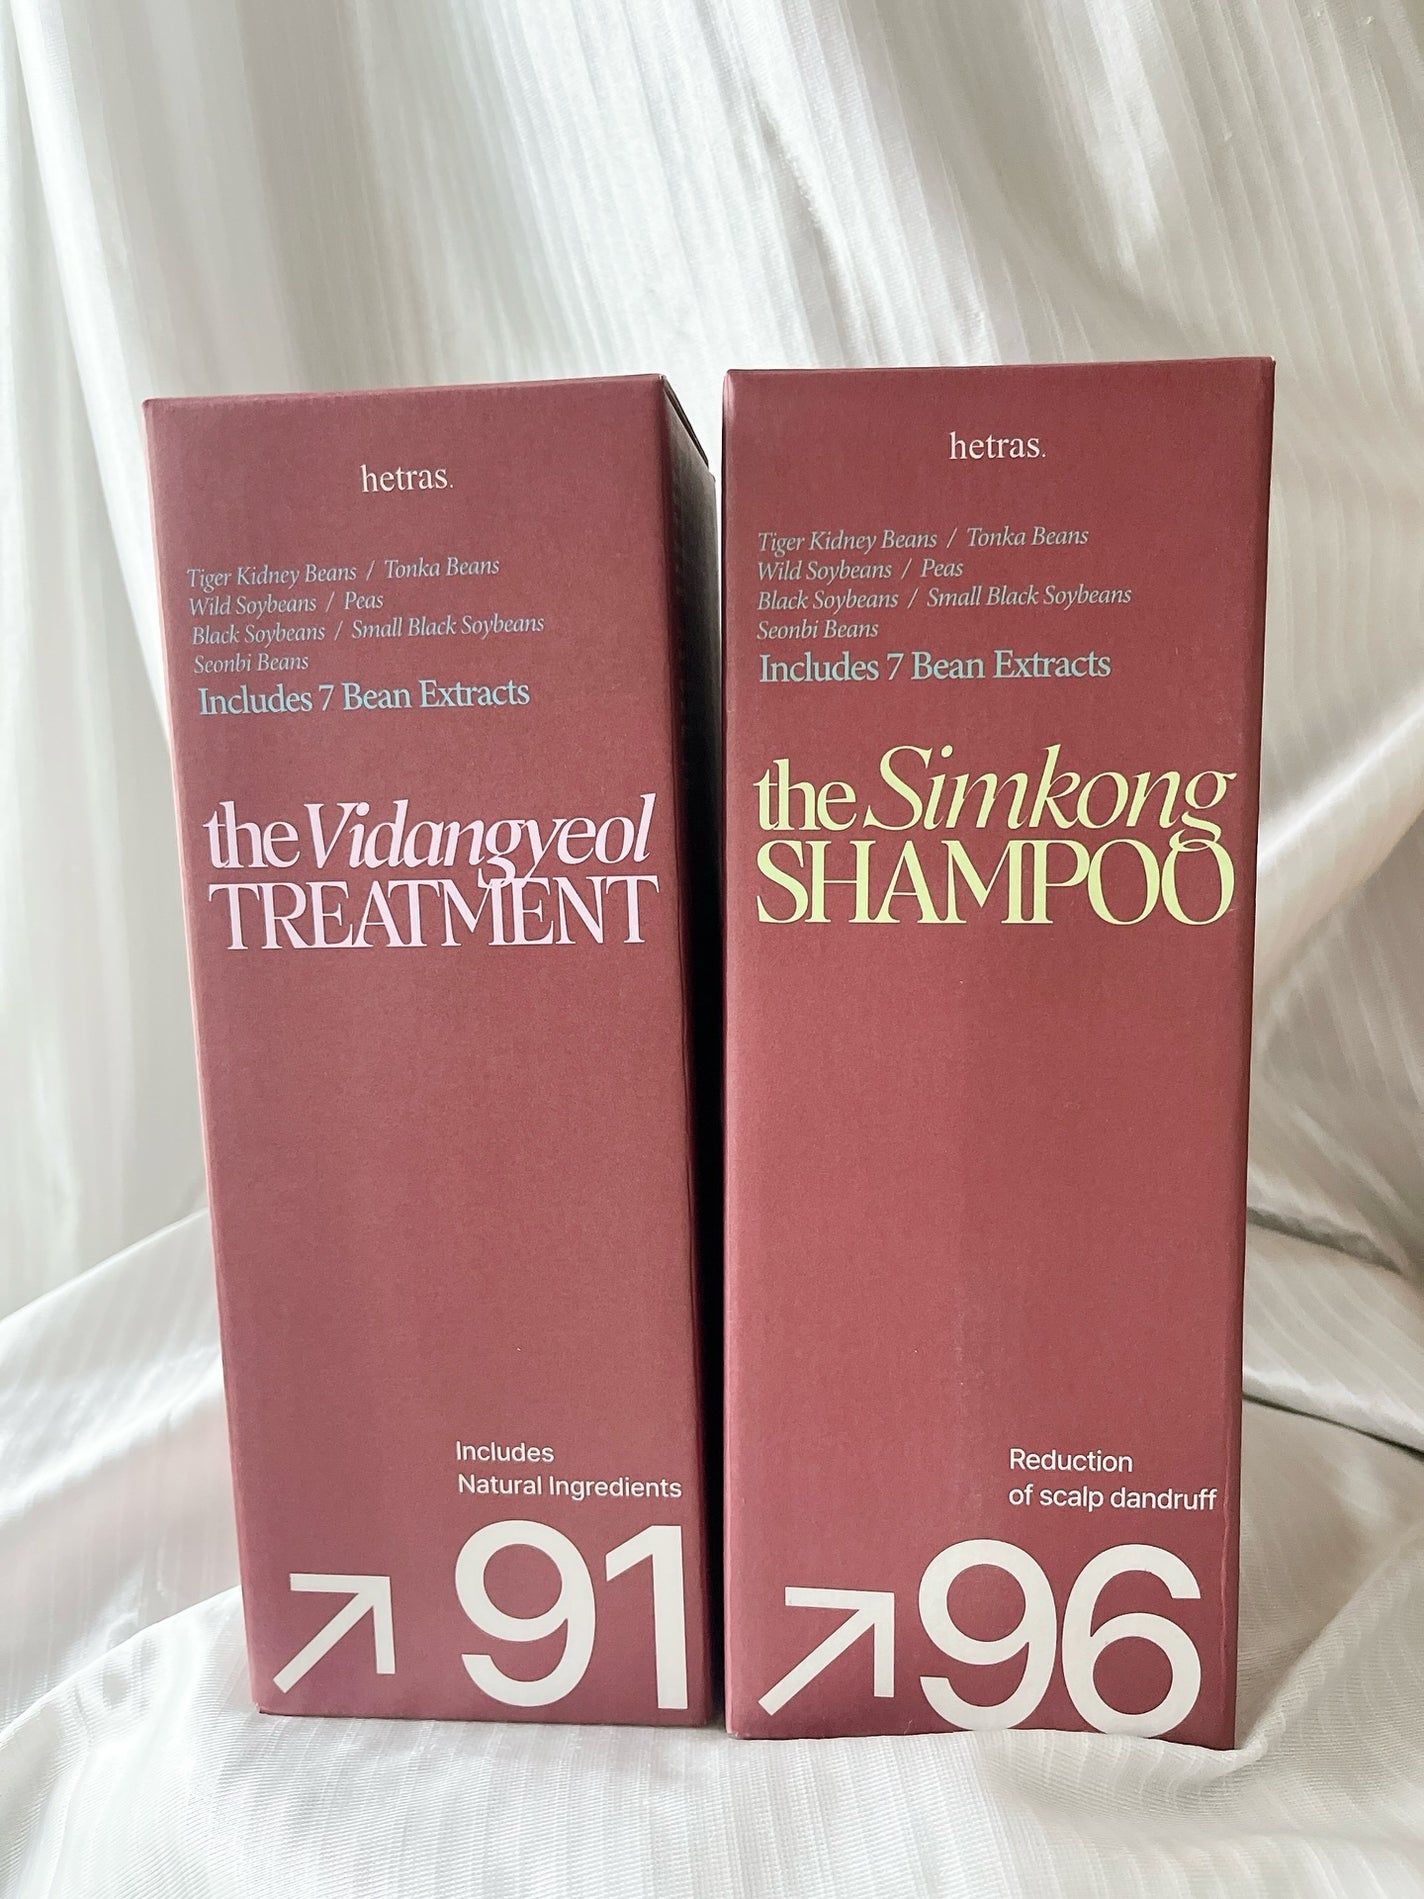 hetras.
Tiger Kidney Beans / Tonka Beans
Wild Soybeans / Peas
Black Soybeans / Small Black Soybeans
Seonbi Beans
Includes 7 Bean Extracts
the Vidangyeol
TREATMENT
Includes
Natural Ingredients
↗ 91
hetras.
Tiger Kidney Beans / Tonka Beans
Wild Soybeans / Peas
Black Soybeans / Small Black Soybeans
Seonbi Beans
Includes 7 Bean Extracts
the Simkong
SHAMPOO
Reduction
of scalp dandruff
↗ 96